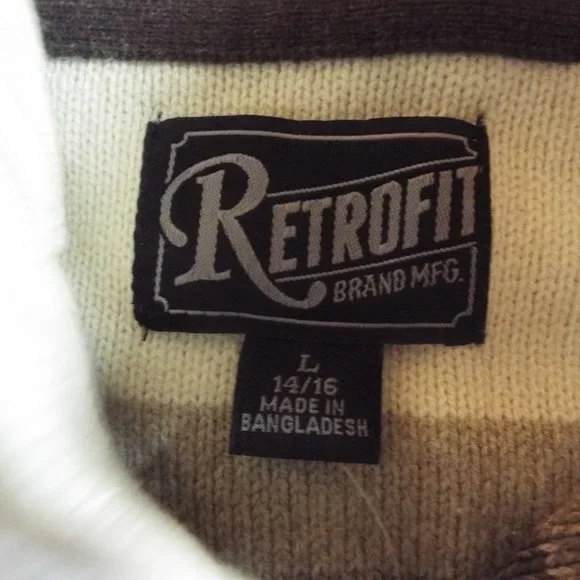 RETROFIT
BRAND MFG.
L
14/16
MADE IN
BANGLADESH